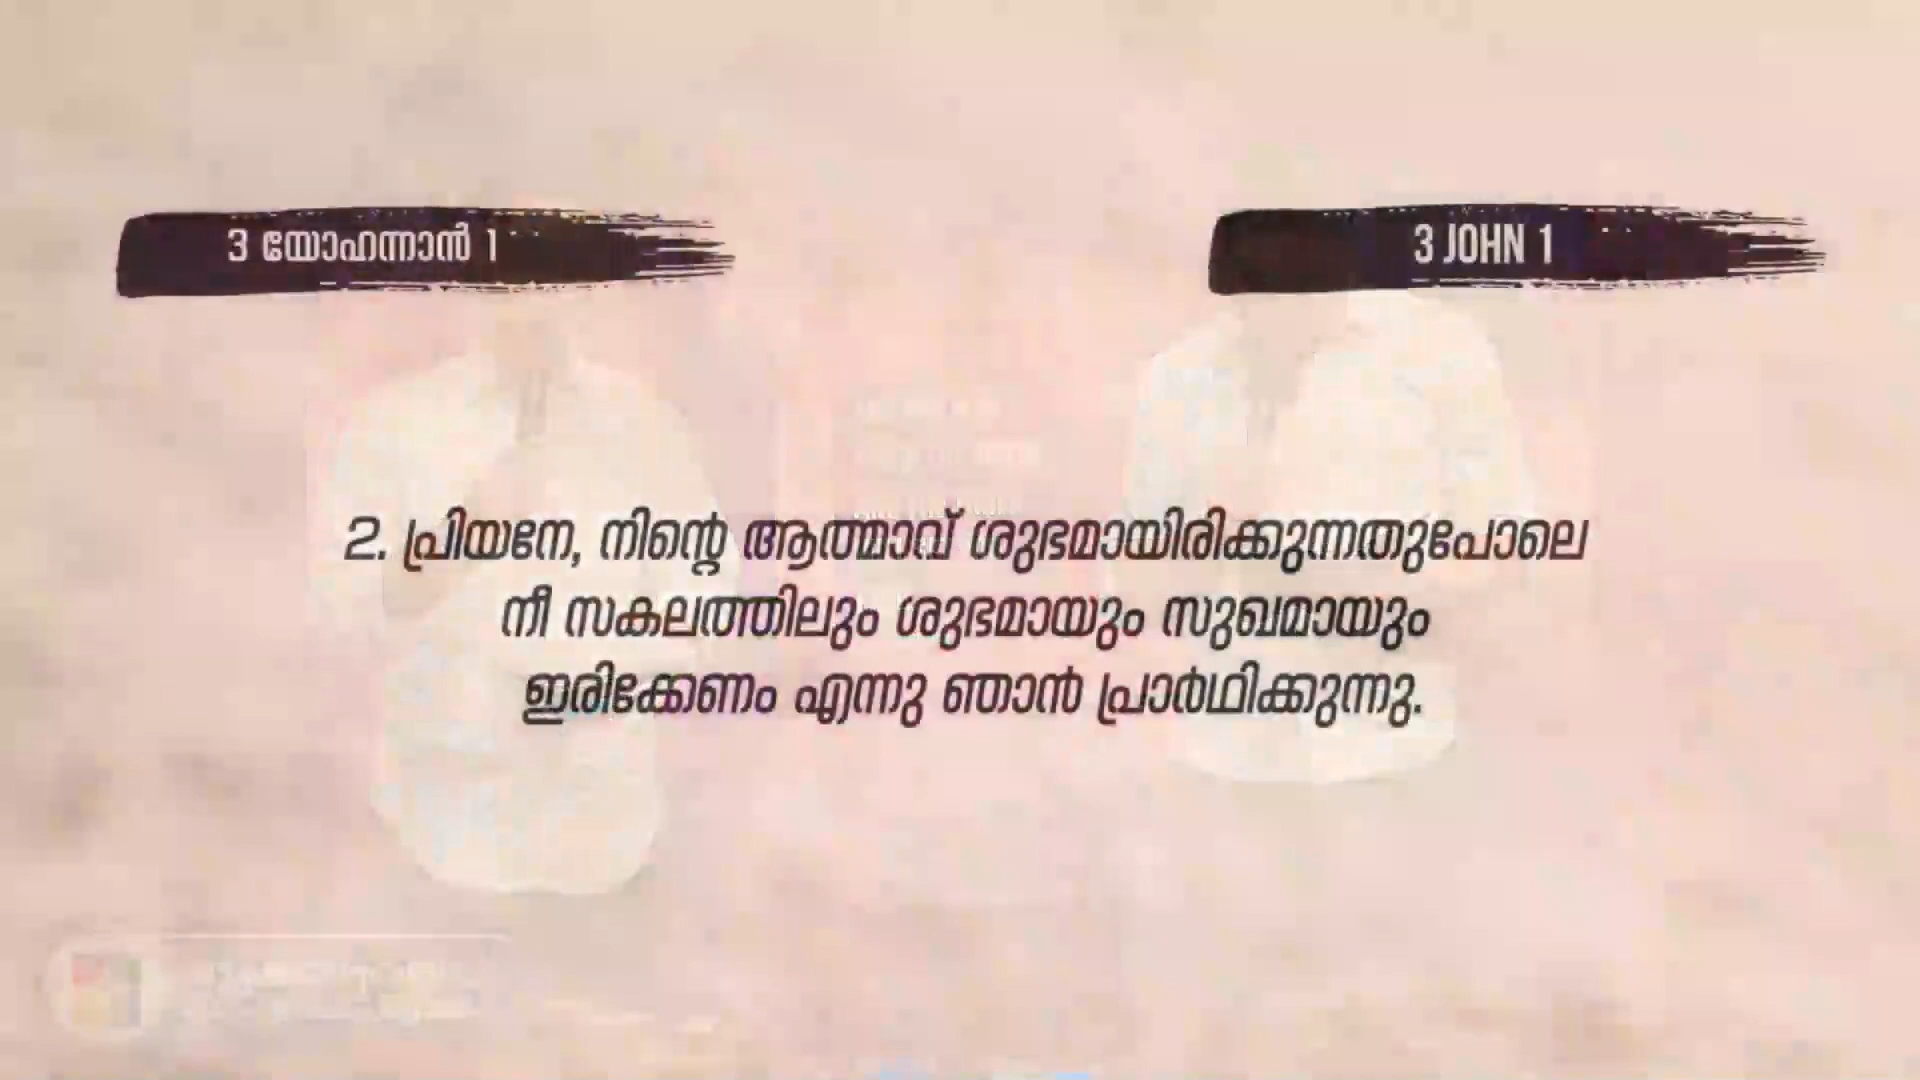 3 യോഹന്നാൻ 1
3 JOHN 1
2. പ്രിയനേ, നിന്റെ ആത്മാവ് ശുഭമായിരിക്കുന്നതുപോലെ
നീ സകലത്തിലും ശുഭമായും സുഖമായും
ഇരിക്കേണം എന്നു ഞാൻ പ്രാർഥിക്കുന്നു.